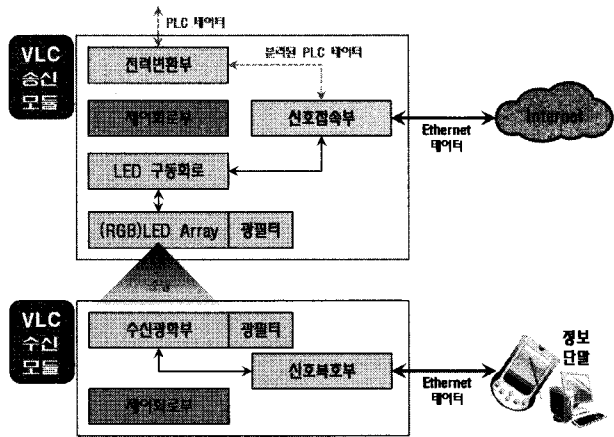 PLC 데이터
VLC
송신
모듈
전력변환부
분리된 PLC 데이터
제어회로부
신호접속부
Ethernet
데이터
Internet
LED 구동회로
(RGB)LED Array
광필터
VLC
수신
모듈
수신광학부
광필터
신호복호부
제어회로부
Ethernet
데이터
정보
단말